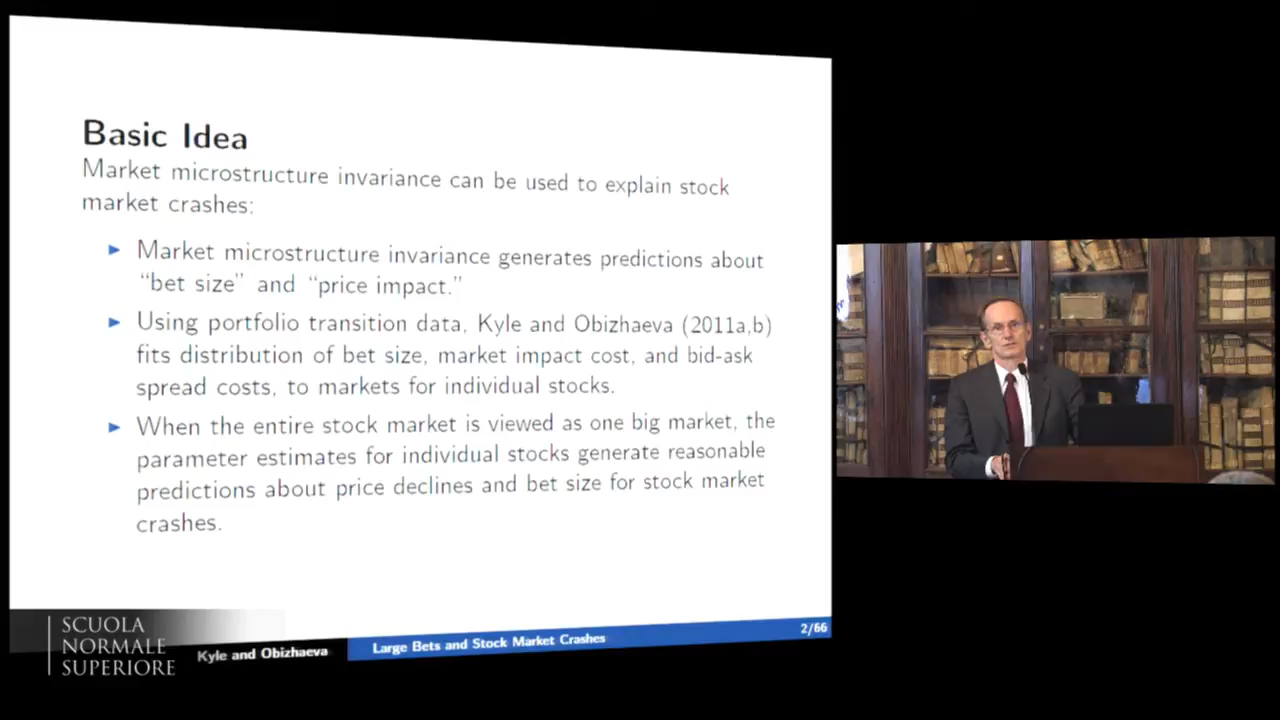 Basic Idea
Market microstructure invariance can be used to explain stock
market crashes:
Market microstructure invariance generates predictions about
“bet size” and “price impact.”
Using portfolio transition data, Kyle and Obizhaeva (2011a,b)
fits distribution of bet size, market impact cost, and bid-ask
spread costs, to markets for individual stocks.
When the entire stock market is viewed as one big market, the
parameter estimates for individual stocks generate reasonable
predictions about price declines and bet size for stock market
crashes.
SCUOLA
NORMALE
SUPERIORE
Kyle and Obizhaeva
Large Bets and Stock Market Crashes
2/66